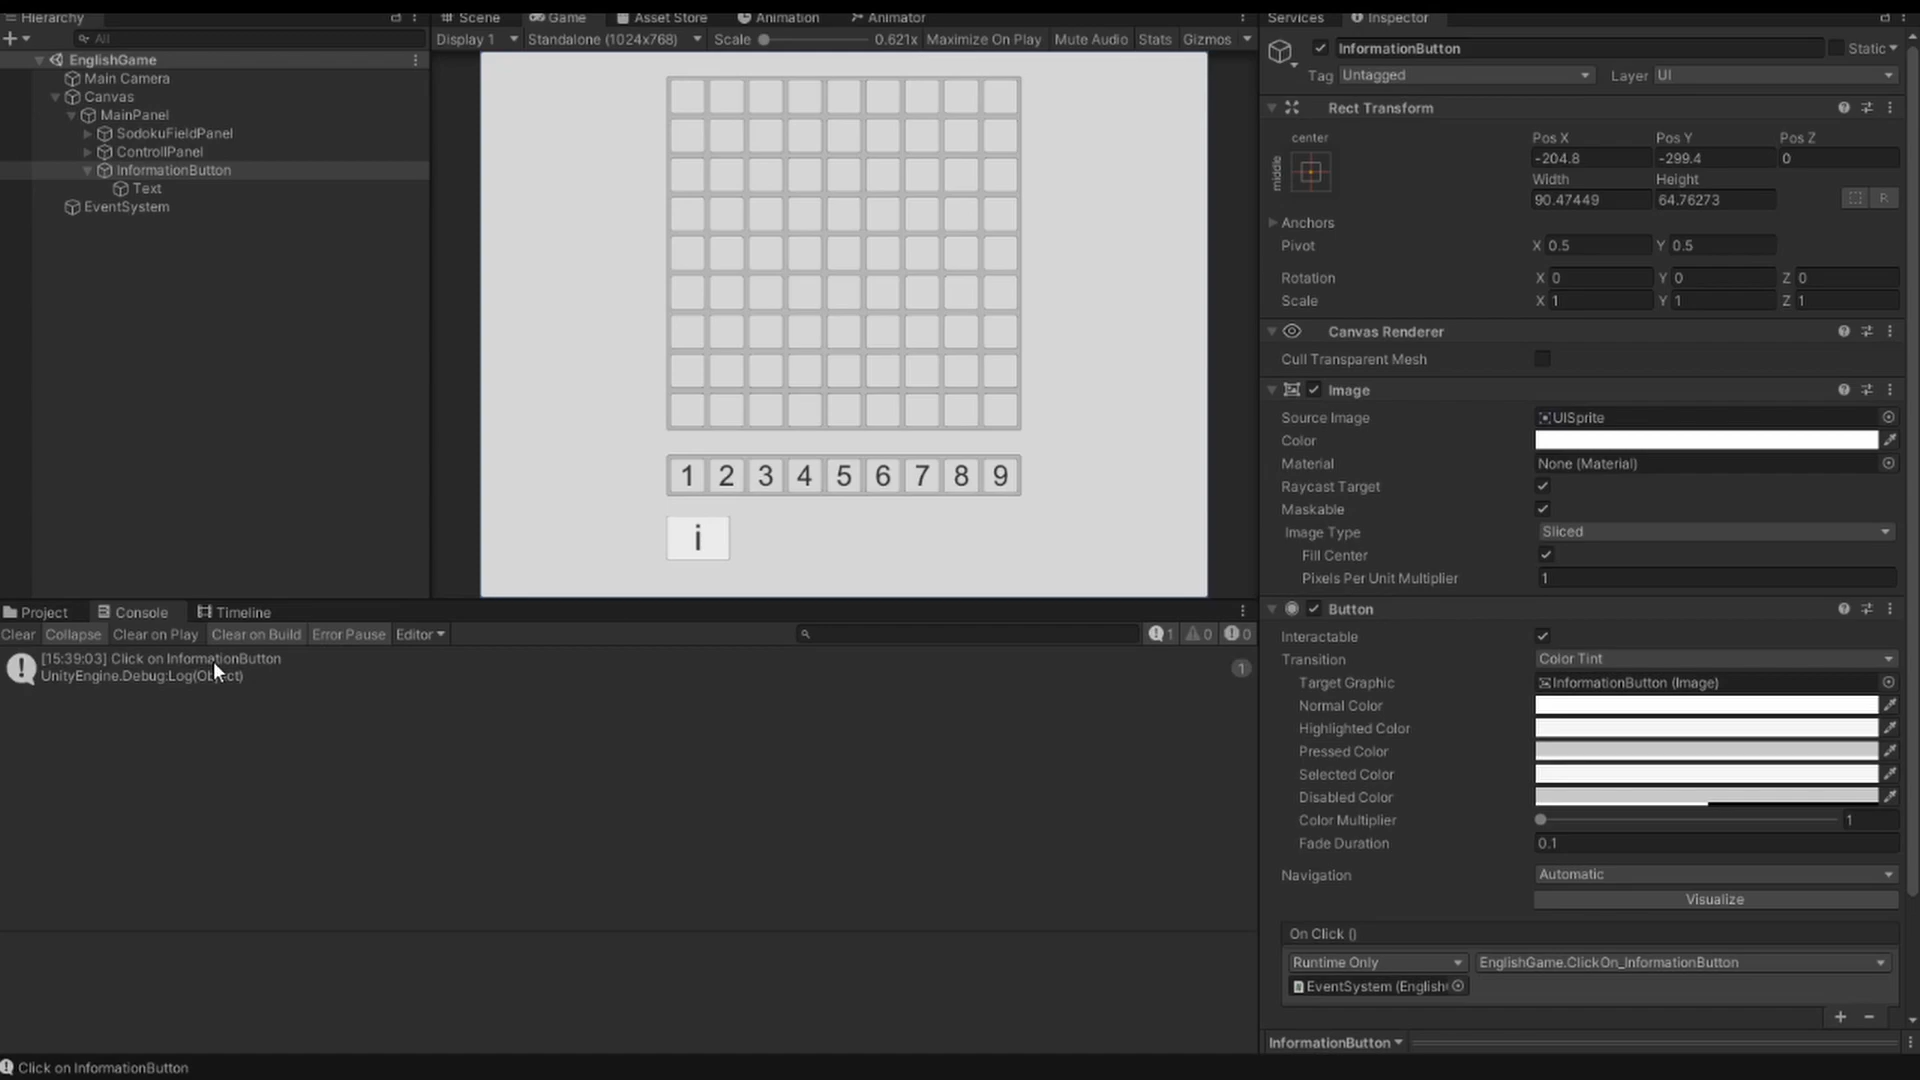 Hierarchy
All
EnglishGame
Main Camera
Canvas
MainPanel
SodokuFieldPanel
ControllPanel
InformationButton
Text
EventSystem
Scene
Game
Asset Store
Animation
Animator
Display 1
Standalone (1024x768)
Scale
0.621x
Maximize On Play
Mute Audio
Stats
Gizmos
1 2 3 4 5 6 7 8 9
i
Project
Console
Timeline
Clear
Collapse
Clear on Play
Clear on Build
Error Pause
Editor
1
0
0
[15:39:03] Click on InformationButton
UnityEngine.Debug:Log(Object)
1
Click on InformationButton
Services
Inspector
InformationButton
Static
Tag Untagged
Layer UI
Rect Transform
center
middle
Pos X Pos Y Pos Z
-204.8 -299.4 0
Width Height
90.47449 64.76273
R
Anchors
Pivot X 0.5 Y 0.5
Rotation X 0 Y 0 Z 0
Scale X 1 Y 1 Z 1
Canvas Renderer
Cull Transparent Mesh
Image
Source Image UISprite
Color
Material None (Material)
Raycast Target
Maskable
Image Type Sliced
Fill Center
Pixels Per Unit Multiplier 1
Button
Interactable
Transition Color Tint
Target Graphic InformationButton (Image)
Normal Color
Highlighted Color
Pressed Color
Selected Color
Disabled Color
Color Multiplier 1
Fade Duration 0.1
Navigation Automatic
Visualize
On Click ()
Runtime Only EnglishGame.ClickOn_InformationButton
EventSystem (English
InformationButton